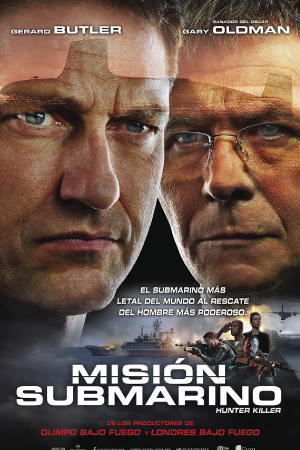 GERARD BUTLER
GANADOR DEL OSCAR
GARY OLDMAN
EL SUBMARINO MÁS
LETAL DEL MUNDO AL RESCATE
DEL HOMBRE MÁS PODEROSO.
MISIÓN
SUBMARINO
HUNTER KILLER
DE LOS PRODUCTORES DE
OLIMPO BAJO FUEGO Y LONDRES BAJO FUEGO